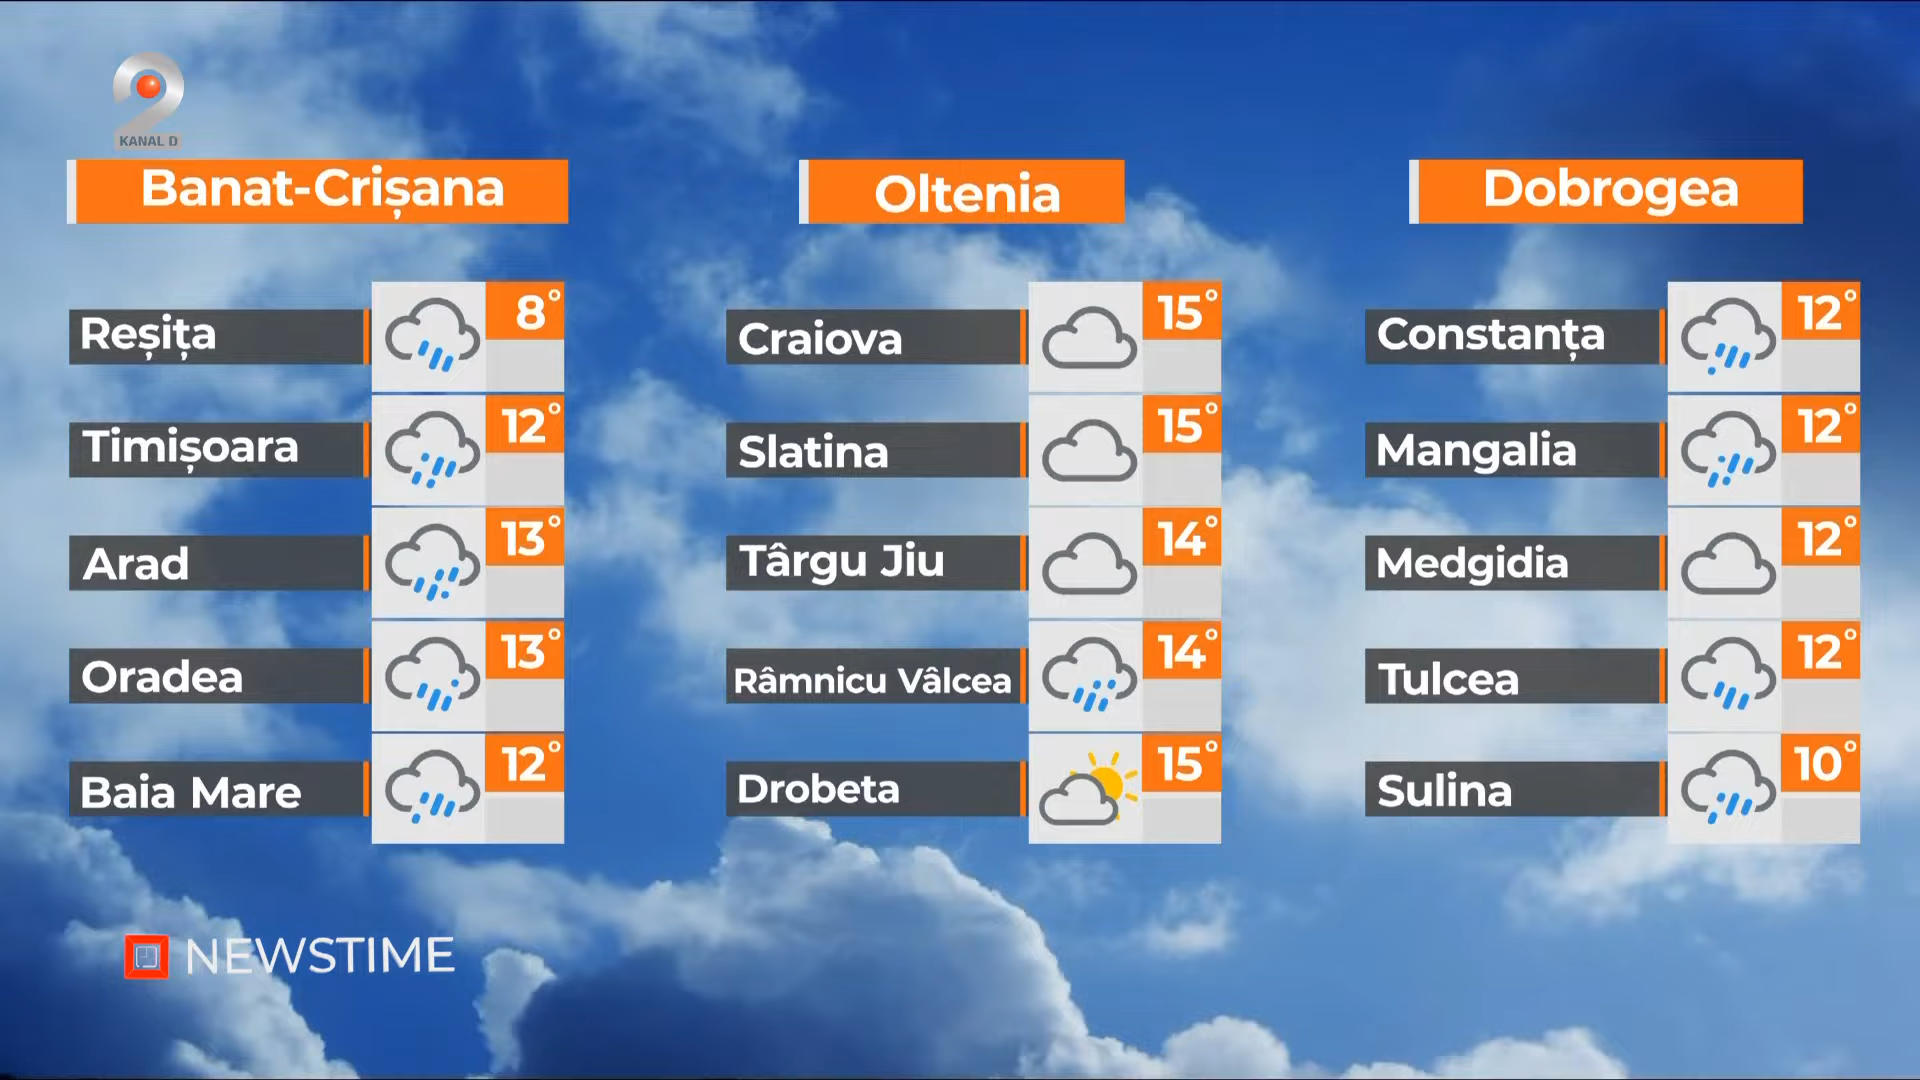 KANAL D
Banat-Crișana
Reșița 8°
Timișoara 12°
Arad 13°
Oradea 13°
Baia Mare 12°
Oltenia
Craiova 15°
Slatina 15°
Târgu Jiu 14°
Râmnicu Vâlcea 14°
Drobeta 15°
Dobrogea
Constanța 12°
Mangalia 12°
Medgidia 12°
Tulcea 12°
Sulina 10°
NEWSTIME